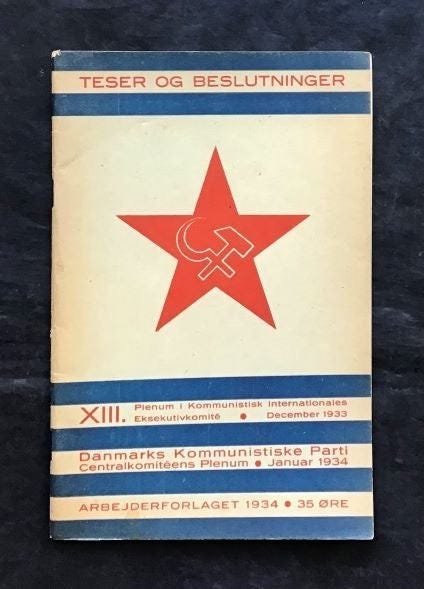 TESER OG BESLUTNINGER
XIII. Plenum i Kommunistisk Internationales
Eksekutivkomité ● December 1933
Danmarks Kommunistiske Parti
Centralkomitéens Plenum ● Januar 1934
ARBEJDERFORLAGET 1934 ● 35 ØRE